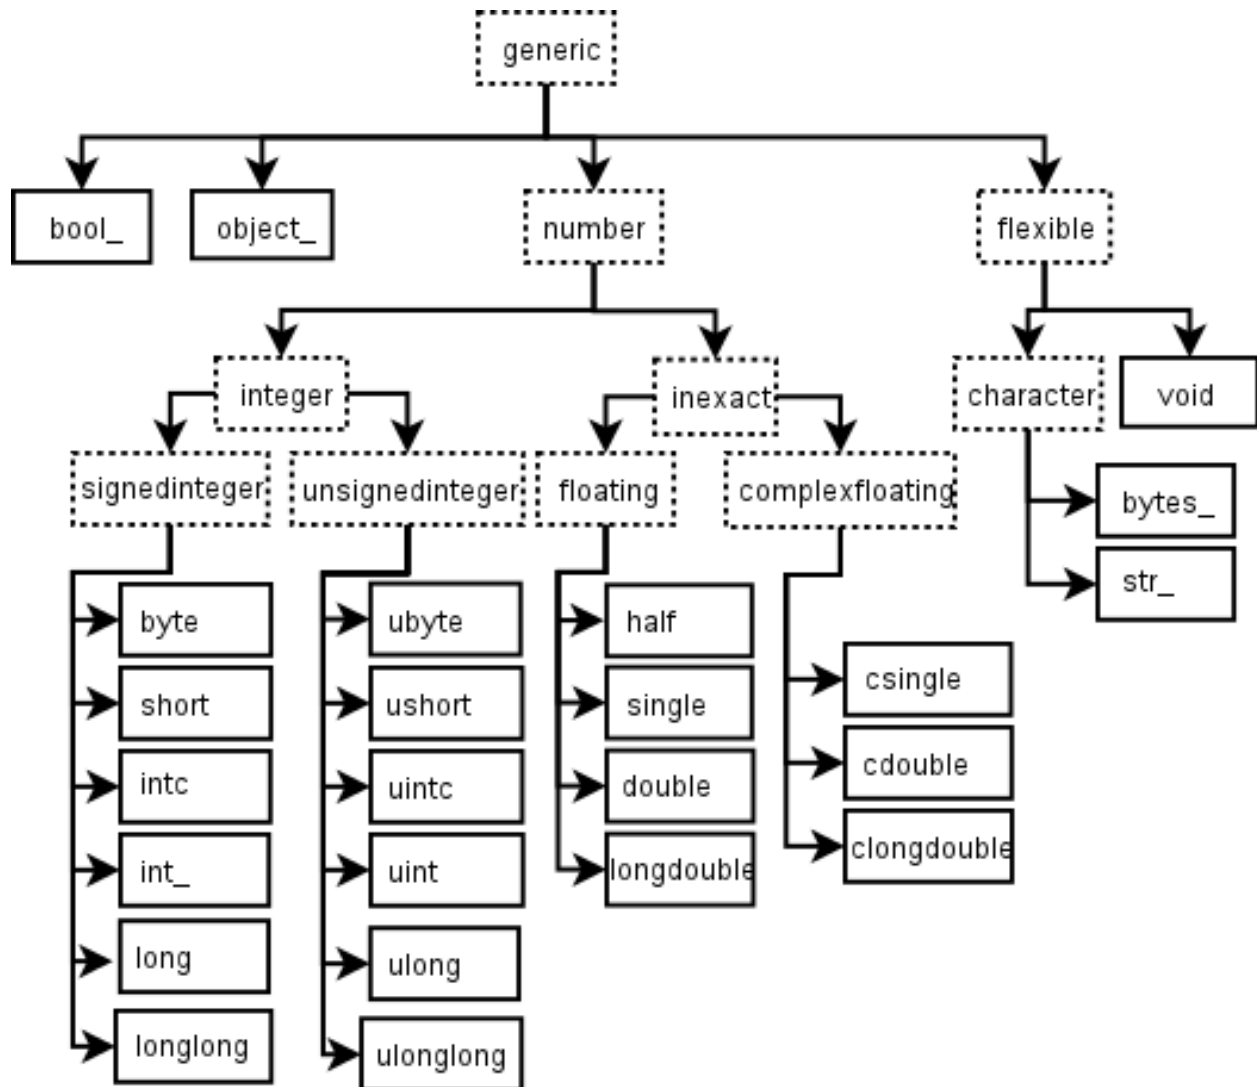 generic
bool_
object_
number
flexible
integer
inexact
character
void
signedinteger
unsignedinteger
floating
complexfloating
bytes_
str_
byte
ubyte
half
short
ushort
single
csingle
intc
uintc
double
cdouble
int_
uint
longdouble
clongdouble
long
ulong
longlong
ulonglong